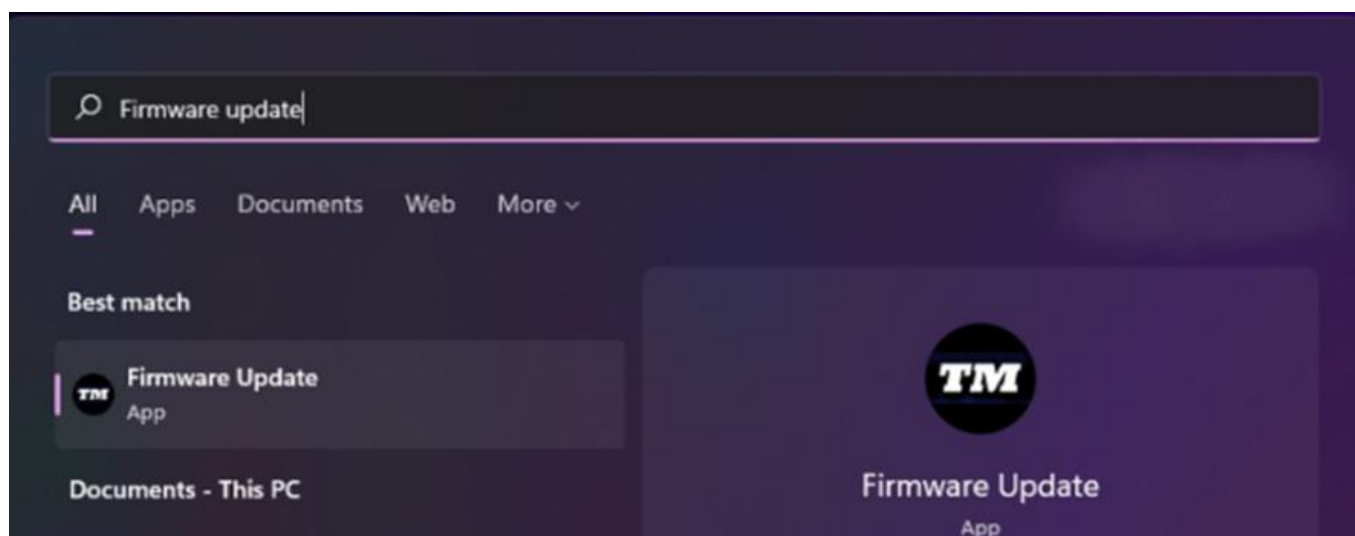 Firmware update
All Apps Documents Web More
Best match
TM
Firmware Update
App
Documents - This PC
TM
Firmware Update
App